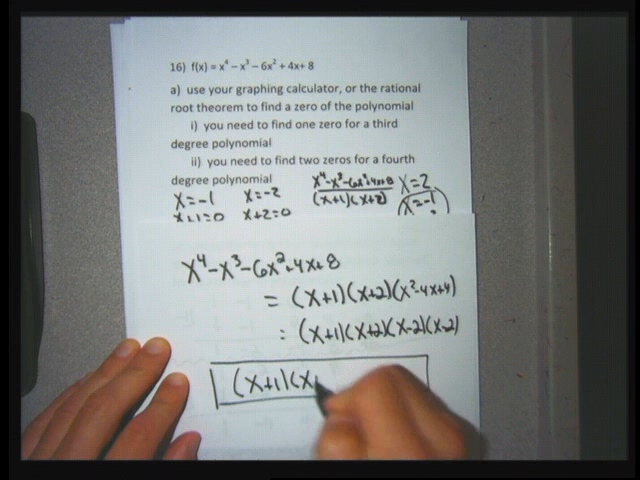 16) f(x) = x⁴ – x³ – 6x² + 4x+ 8
a) use your graphing calculator, or the rational
root theorem to find a zero of the polynomial
i) you need to find one zero for a third
degree polynomial
ii) you need to find two zeros for a fourth
degree polynomial
x=-1 x=-2 x⁴-x³-6x²+4x+8 x=2
x+1=0 x+2=0 (x+1)(x+2) x=-1
x⁴-x³-6x²+4x+8
= (x+1)(x+2)(x²-4x+4)
= (x+1)(x+2)(x-2)(x-2)
(x+1)(x